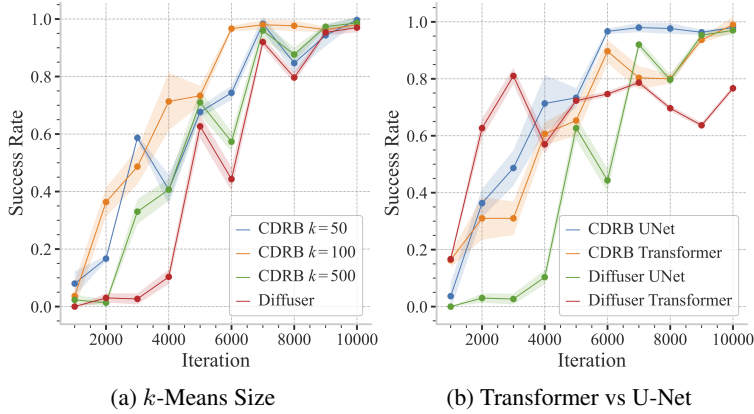 1.0
0.8
0.6
0.4
0.2
0.0
Success Rate
CDRB k = 50
CDRB k = 100
CDRB k = 500
Diffuser
2000 4000 6000 8000 10000
Iteration
(a) k-Means Size
1.0
0.8
0.6
0.4
0.2
0.0
Success Rate
CDRB UNet
CDRB Transformer
Diffuser UNet
Diffuser Transformer
2000 4000 6000 8000 10000
Iteration
(b) Transformer vs U-Net